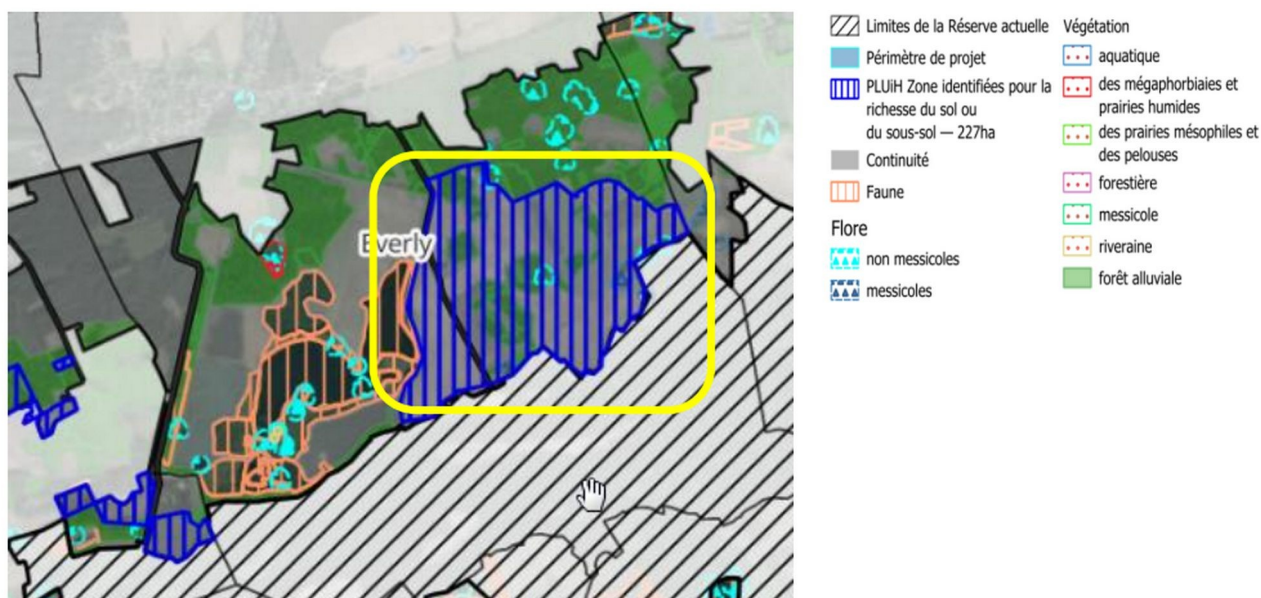 Everly
Limites de la Réserve actuelle
Périmètre de projet
PLUiH Zone identifiées pour la
richesse du sol ou
du sous-sol — 227ha
Continuité
Faune
Flore
non messicoles
messicoles
Végétation
aquatique
des mégaphorbiaies et
prairies humides
des prairies mésophiles et
des pelouses
forestière
messicole
riveraine
forêt alluviale